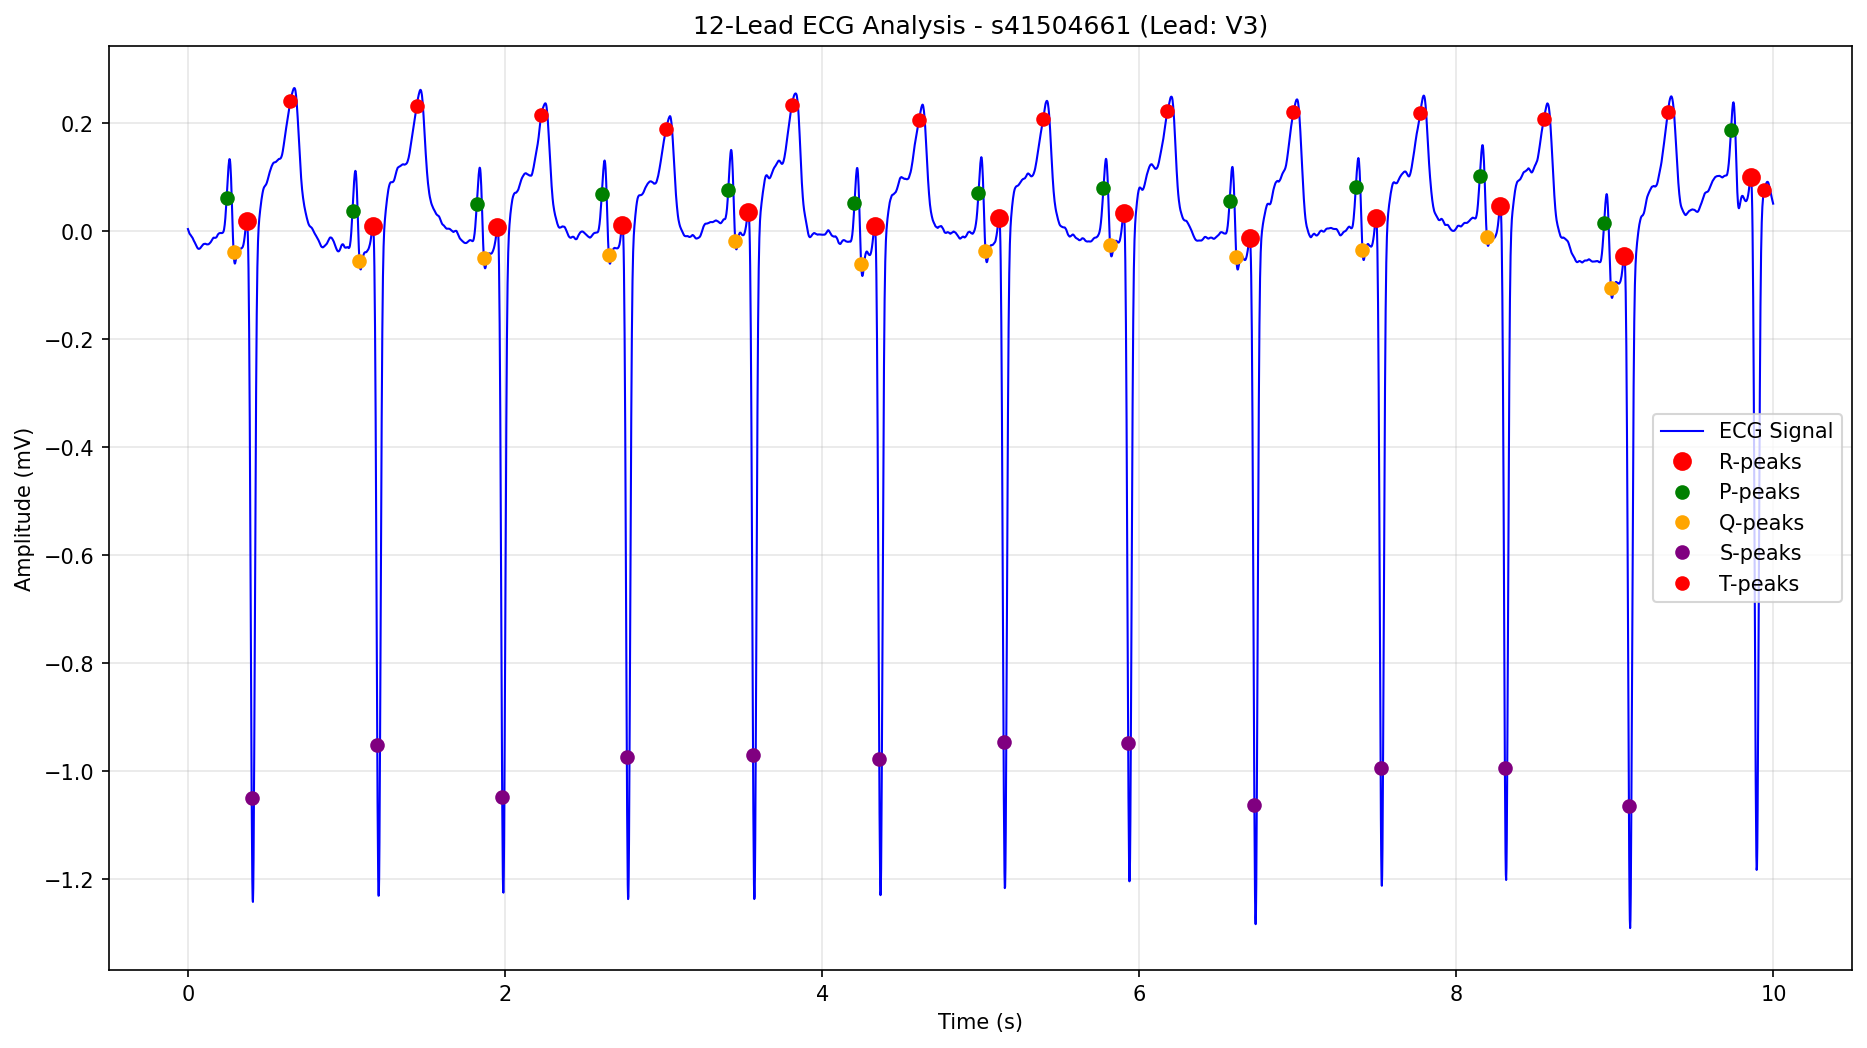 12-Lead ECG Analysis - s41504661 (Lead: V3)
Amplitude (mV)
0.2
0.0
−0.2
−0.4
−0.6
−0.8
−1.0
−1.2
ECG Signal
R-peaks
P-peaks
Q-peaks
S-peaks
T-peaks
0 2 4 6 8 10
Time (s)